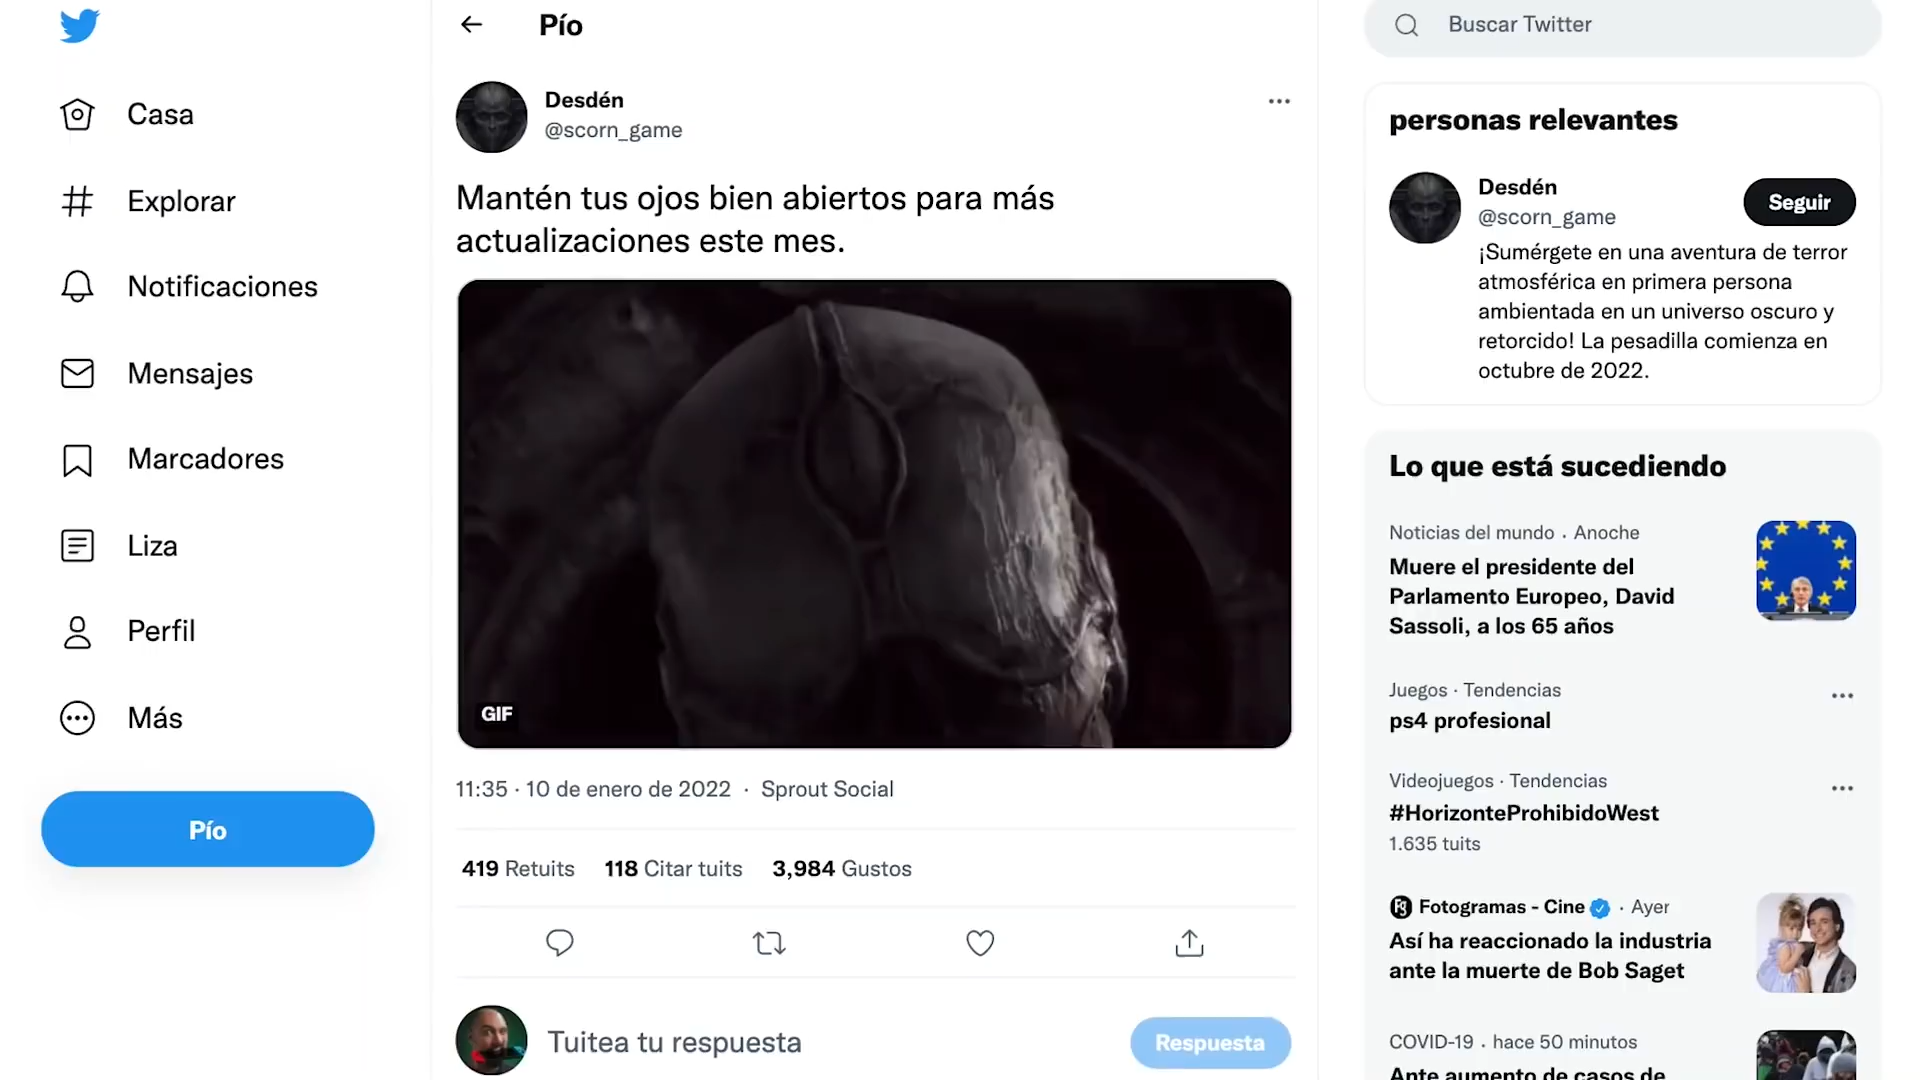 Casa
Explorar
Notificaciones
Mensajes
Marcadores
Liza
Perfil
Más
Pío
Pío
Desdén
@scorn_game
Mantén tus ojos bien abiertos para más
actualizaciones este mes.
GIF
11:35 · 10 de enero de 2022 · Sprout Social
419 Retuits 118 Citar tuits 3,984 Gustos
Tuitea tu respuesta
Respuesta
Buscar Twitter
personas relevantes
Desdén
@scorn_game
Seguir
¡Sumérgete en una aventura de terror
atmosférica en primera persona
ambientada en un universo oscuro y
retorcido! La pesadilla comienza en
octubre de 2022.
Lo que está sucediendo
Noticias del mundo · Anoche
Muere el presidente del
Parlamento Europeo, David
Sassoli, a los 65 años
Juegos · Tendencias
ps4 profesional
Videojuegos · Tendencias
#HorizonteProhibidoWest
1.635 tuits
Fg Fotogramas - Cine · Ayer
Así ha reaccionado la industria
ante la muerte de Bob Saget
COVID-19 · hace 50 minutos
Ante aumento de casos de